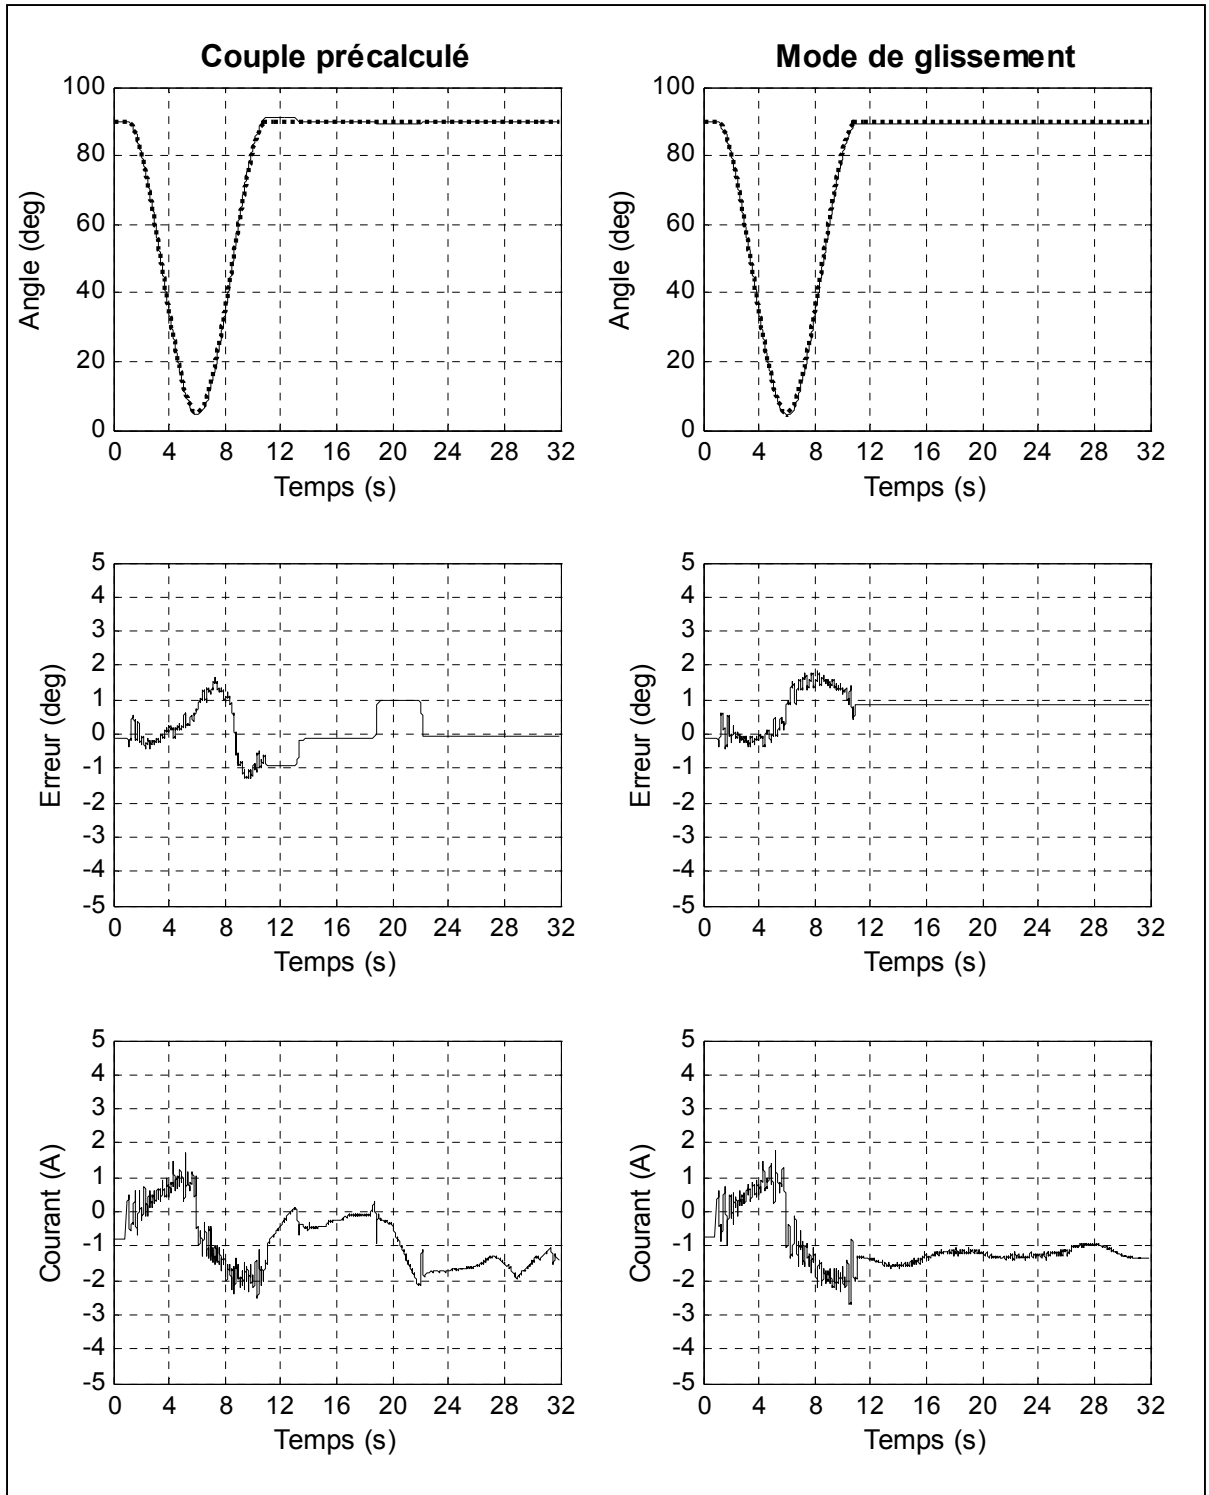 Couple précalculé
Mode de glissement
100
80
60
40
20
0
Angle (deg)
0 4 8 12 16 20 24 28 32
Temps (s)
100
80
60
40
20
0
Angle (deg)
0 4 8 12 16 20 24 28 32
Temps (s)
5
4
3
2
1
0
-1
-2
-3
-4
-5
Erreur (deg)
0 4 8 12 16 20 24 28 32
Temps (s)
5
4
3
2
1
0
-1
-2
-3
-4
-5
Erreur (deg)
0 4 8 12 16 20 24 28 32
Temps (s)
5
4
3
2
1
0
-1
-2
-3
-4
-5
Courant (A)
0 4 8 12 16 20 24 28 32
Temps (s)
5
4
3
2
1
0
-1
-2
-3
-4
-5
Courant (A)
0 4 8 12 16 20 24 28 32
Temps (s)